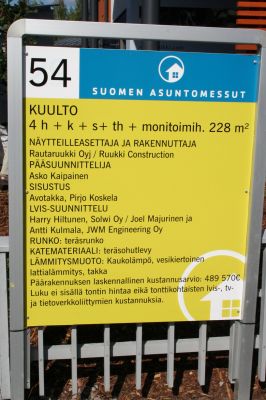 54
SUOMEN ASUNTOMESSUT
KUULTO
4 h + k + s+ th + monitoimih. 228 m²
NÄYTTEILLEASETTAJA JA RAKENNUTTAJA
Rautaruukki Oyj / Ruukki Construction
PÄÄSUUNNITTELIJA
Asko Kaipainen
SISUSTUS
Avotakka, Pirjo Koskela
LVIS-SUUNNITTELU
Harry Hiltunen, Solwi Oy / Joel Majurinen ja
Antti Kulmala, JWM Engineering Oy
RUNKO: teräsrunko
KATEMATERIAALI: teräsohutlevy
LÄMMITYSMUOTO: Kaukolämpö, vesikiertoinen
lattialämmitys, takka
Päärakennuksen laskennallinen kustannusarvio: 489 570€
Luku ei sisällä tontin hintaa eikä tonttikohtaisten lvis-, tv-
ja tietoverkkoliittymien kustannuksia.